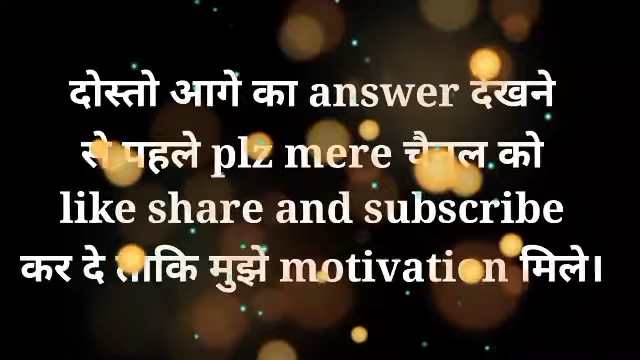 दोस्तो आगे का answer देखने
से पहले plz mere चैनल को
like share and subscribe
कर दे ताकि मुझे motivation मिले।